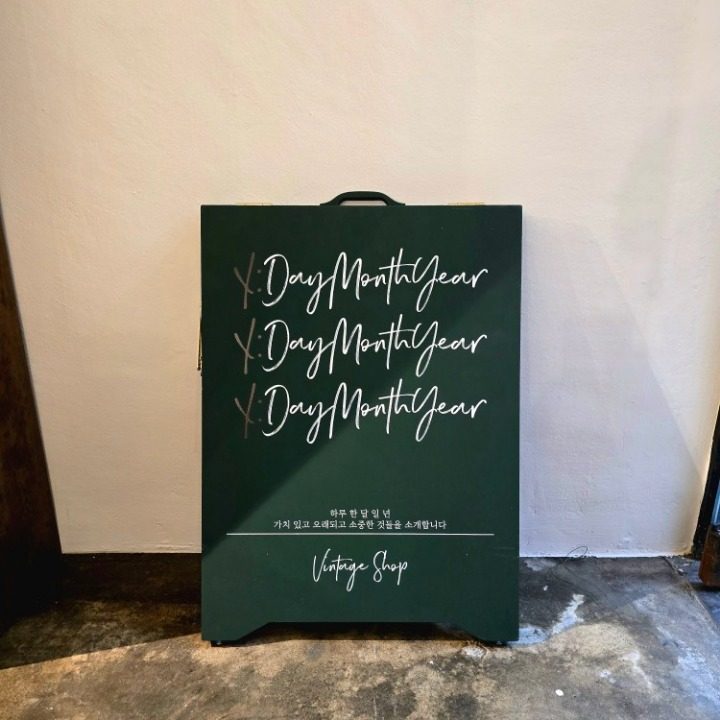 Y:DayMonthYear
Y:DayMonthYear
Y:DayMonthYear
하루 한 달 일 년
가치 있고 오래되고 소중한 것들을 소개합니다
Vintage Shop